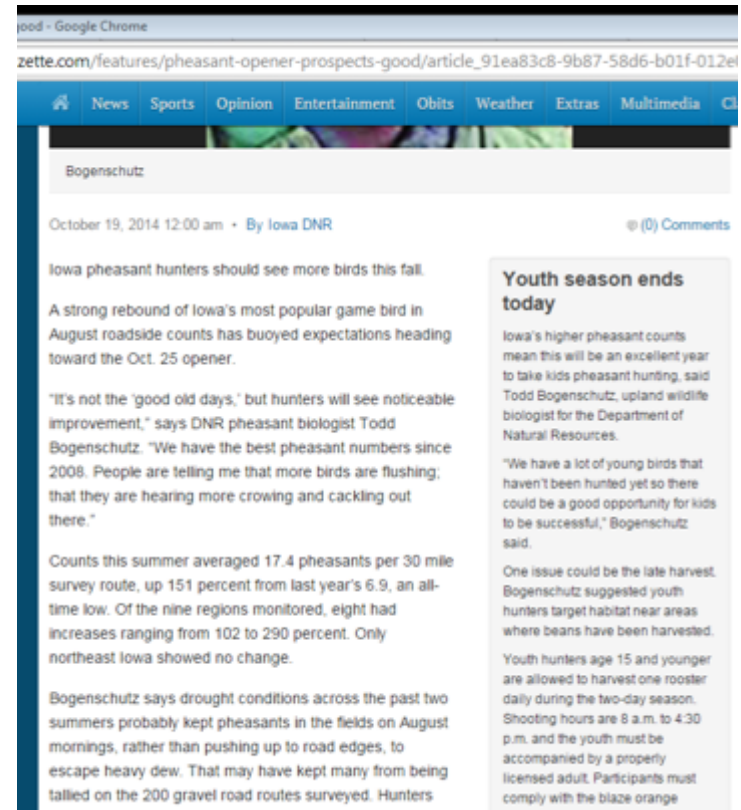 ood - Google Chrome
zette.com/features/pheasant-opener-prospects-good/article_91ea83c8-9b87-58d6-b01f-012e
News Sports Opinion Entertainment Obits Weather Extras Multimedia Cl
Bogenschutz
October 19, 2014 12:00 am • By Iowa DNR
(0) Comments
Iowa pheasant hunters should see more birds this fall.
A strong rebound of Iowa's most popular game bird in
August roadside counts has buoyed expectations heading
toward the Oct. 25 opener.
"It's not the 'good old days,' but hunters will see noticeable
improvement," says DNR pheasant biologist Todd
Bogenschutz. "We have the best pheasant numbers since
2008. People are telling me that more birds are flushing;
that they are hearing more crowing and cackling out
there."
Counts this summer averaged 17.4 pheasants per 30 mile
survey route, up 151 percent from last year's 6.9, an all-
time low. Of the nine regions monitored, eight had
increases ranging from 102 to 290 percent. Only
northeast Iowa showed no change.
Bogenschutz says drought conditions across the past two
summers probably kept pheasants in the fields on August
mornings, rather than pushing up to road edges, to
escape heavy dew. That may have kept many from being
tallied on the 200 gravel road routes surveyed. Hunters
Youth season ends
today
Iowa's higher pheasant counts
mean this will be an excellent year
to take kids pheasant hunting, said
Todd Bogenschutz, upland wildlife
biologist for the Department of
Natural Resources.
"We have a lot of young birds that
haven't been hunted yet so there
could be a good opportunity for kids
to be successful," Bogenschutz
said.
One issue could be the late harvest.
Bogenschutz suggested youth
hunters target habitat near areas
where beans have been harvested.
Youth hunters age 15 and younger
are allowed to harvest one rooster
daily during the two-day season.
Shooting hours are 8 a.m. to 4:30
p.m. and the youth must be
accompanied by a properly
licensed adult. Participants must
comply with the blaze orange